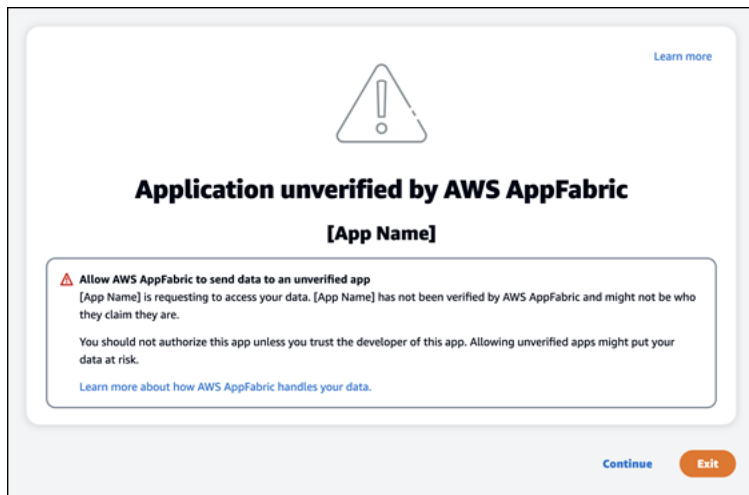 Learn more
Application unverified by AWS AppFabric
[App Name]
Allow AWS AppFabric to send data to an unverified app
[App Name] is requesting to access your data. [App Name] has not been verified by AWS AppFabric and might not be who
they claim they are.
You should not authorize this app unless you trust the developer of this app. Allowing unverified apps might put your
data at risk.
Learn more about how AWS AppFabric handles your data.
Continue
Exit